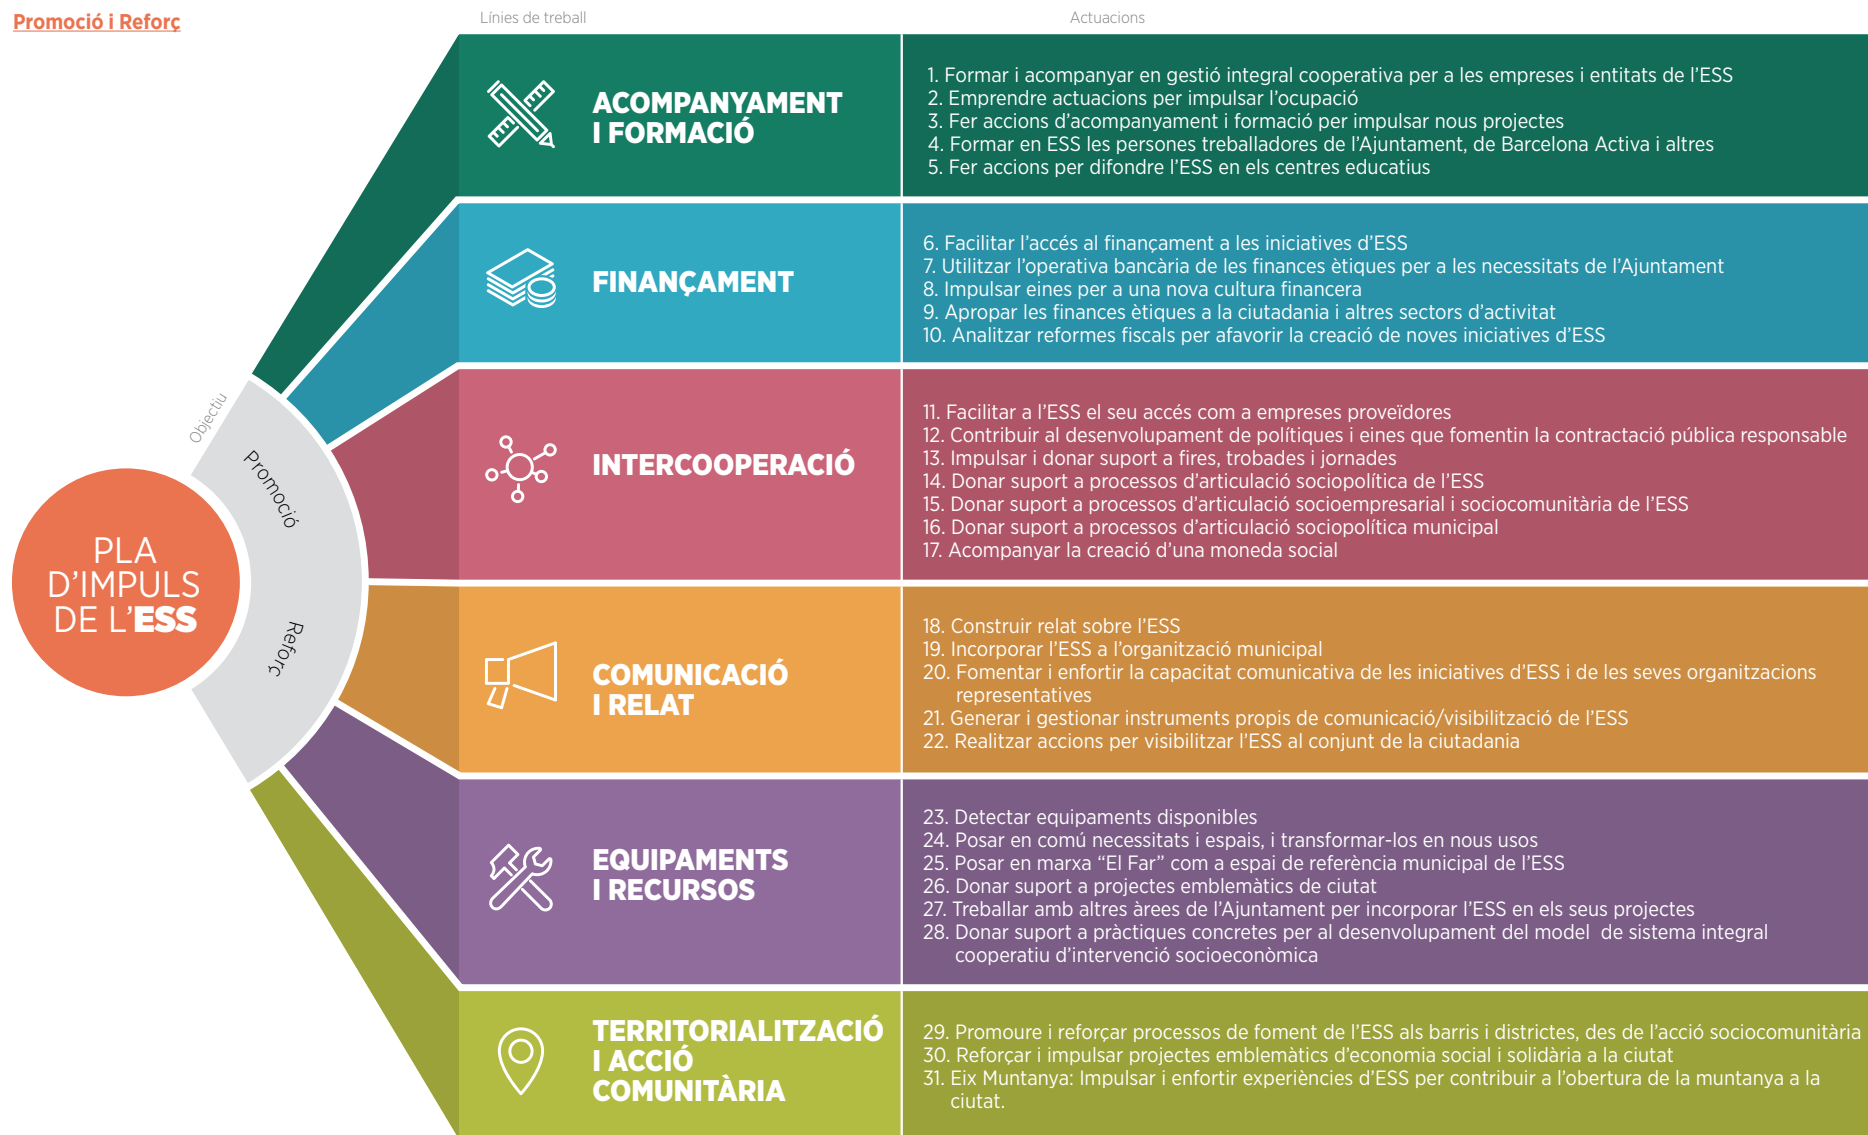 Promoció i Reforç
Línies de treball
Actuacions
Objectiu
Promoció
Reforç
PLA
D’IMPULS
DE L’ESS
ACOMPANYAMENT
I FORMACIÓ
1. Formar i acompanyar en gestió integral cooperativa per a les empreses i entitats de l’ESS
2. Emprendre actuacions per impulsar l’ocupació
3. Fer accions d’acompanyament i formació per impulsar nous projectes
4. Formar en ESS les persones treballadores de l’Ajuntament, de Barcelona Activa i altres
5. Fer accions per difondre l’ESS en els centres educatius
FINANÇAMENT
6. Facilitar l’accés al finançament a les iniciatives d’ESS
7. Utilitzar l’operativa bancària de les finances ètiques per a les necessitats de l’Ajuntament
8. Impulsar eines per a una nova cultura financera
9. Apropar les finances ètiques a la ciutadania i altres sectors d’activitat
10. Analitzar reformes fiscals per afavorir la creació de noves iniciatives d’ESS
INTERCOOPERACIÓ
11. Facilitar a l’ESS el seu accés com a empreses proveïdores
12. Contribuir al desenvolupament de polítiques i eines que fomentin la contractació pública responsable
13. Impulsar i donar suport a fires, trobades i jornades
14. Donar suport a processos d’articulació sociopolítica de l’ESS
15. Donar suport a processos d’articulació socioempresarial i sociocomunitària de l’ESS
16. Donar suport a processos d’articulació sociopolítica municipal
17. Acompanyar la creació d’una moneda social
COMUNICACIÓ
I RELAT
18. Construir relat sobre l’ESS
19. Incorporar l’ESS a l’organització municipal
20. Fomentar i enfortir la capacitat comunicativa de les iniciatives d’ESS i de les seves organitzacions
representatives
21. Generar i gestionar instruments propis de comunicació/visibilització de l’ESS
22. Realitzar accions per visibilitzar l’ESS al conjunt de la ciutadania
EQUIPAMENTS
I RECURSOS
23. Detectar equipaments disponibles
24. Posar en comú necessitats i espais, i transformar-los en nous usos
25. Posar en marxa “El Far” com a espai de referència municipal de l’ESS
26. Donar suport a projectes emblemàtics de ciutat
27. Treballar amb altres àrees de l’Ajuntament per incorporar l’ESS en els seus projectes
28. Donar suport a pràctiques concretes per al desenvolupament del model de sistema integral
cooperatiu d’intervenció socioeconòmica
TERRITORIALITZACIÓ
I ACCIÓ
COMUNITÀRIA
29. Promoure i reforçar processos de foment de l’ESS als barris i districtes, des de l’acció sociocomunitària
30. Reforçar i impulsar projectes emblemàtics d’economia social i solidària a la ciutat
31. Eix Muntanya: Impulsar i enfortir experiències d’ESS per contribuir a l’obertura de la muntanya a la
ciutat.